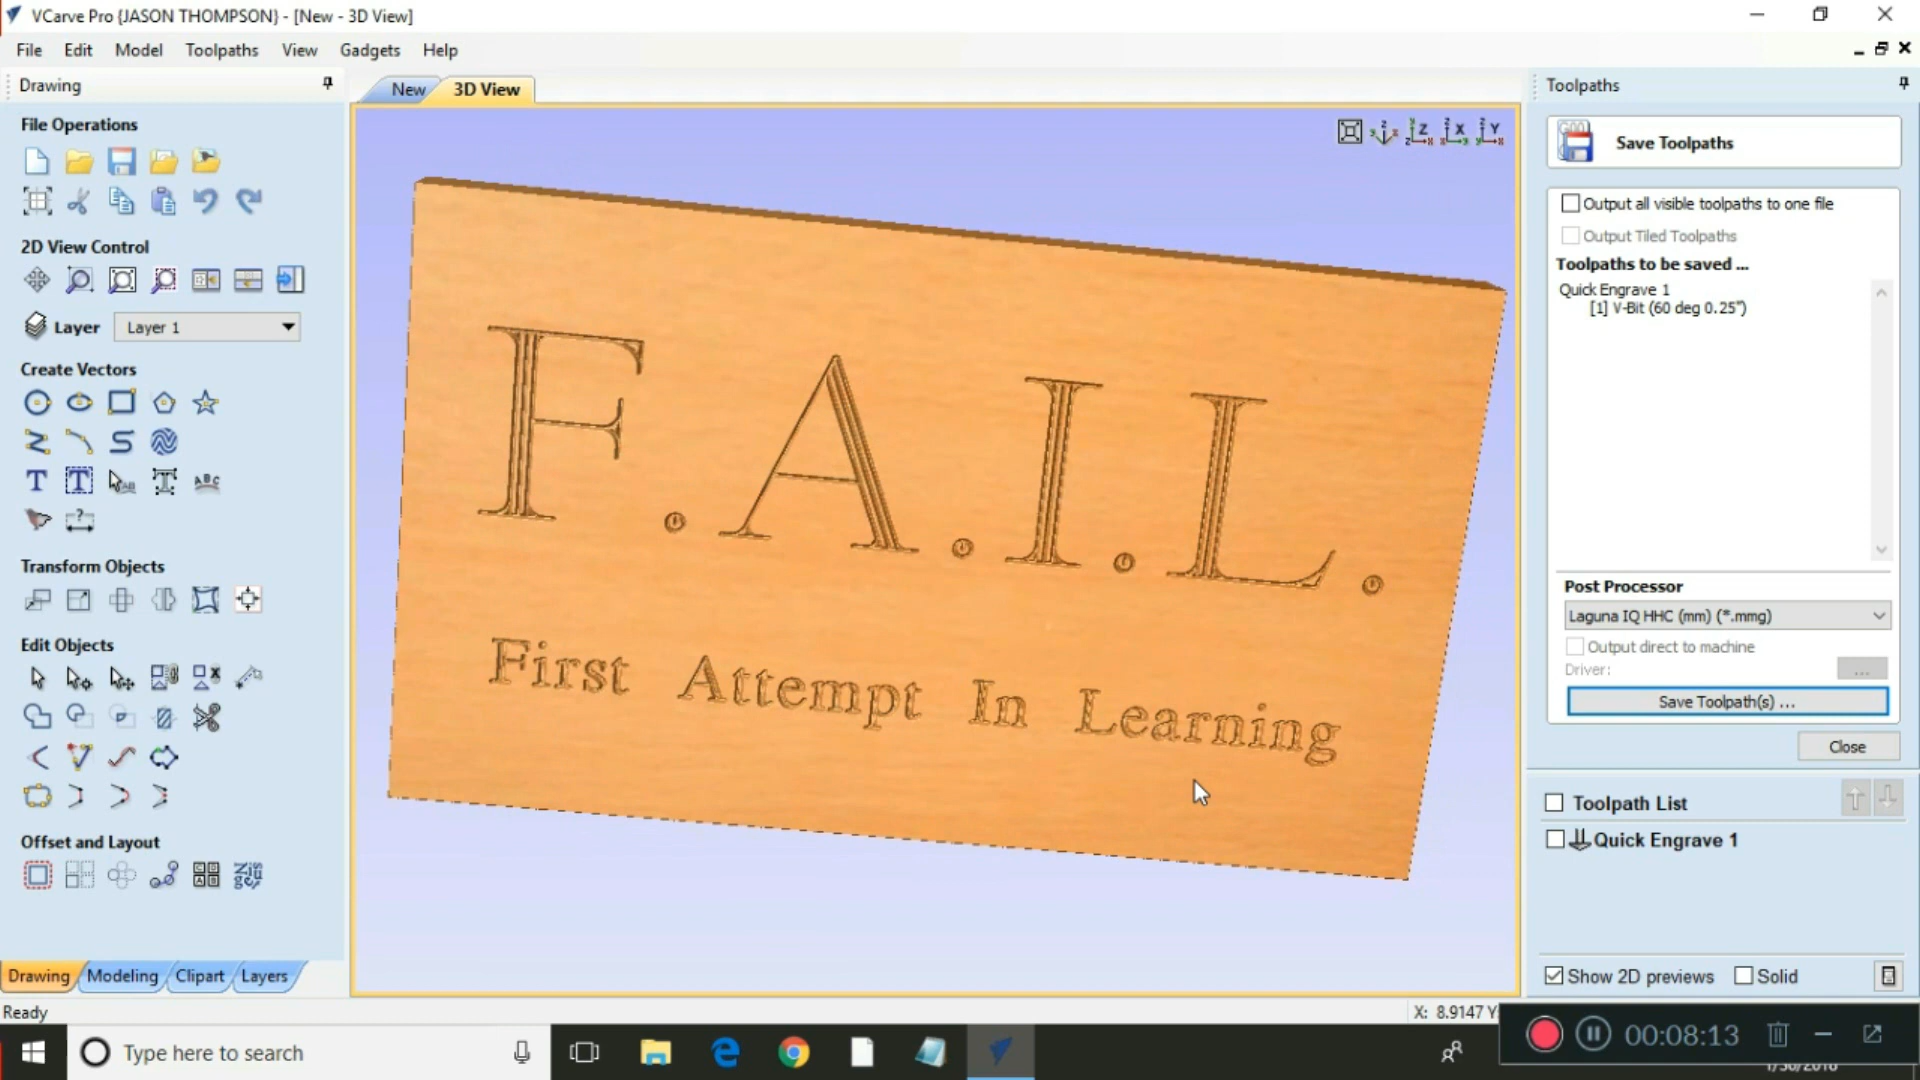 VCarve Pro {JASON THOMPSON} - [New - 3D View]
File Edit Model Toolpaths View Gadgets Help
Drawing
File Operations
2D View Control
Layer Layer 1
Create Vectors
Transform Objects
Edit Objects
Offset and Layout
Drawing Modeling Clipart Layers
Ready
New 3D View
F.A.I.L.
First Attempt In Learning
X: 8.9147 Y
Toolpaths
Save Toolpaths
Output all visible toolpaths to one file
Output Tiled Toolpaths
Toolpaths to be saved ...
Quick Engrave 1
[1] V-Bit (60 deg 0.25")
Post Processor
Laguna IQ HHC (mm) (*.mmg)
Output direct to machine
Driver: ...
Save Toolpath(s) ...
Close
Toolpath List
Quick Engrave 1
Show 2D previews Solid
Type here to search
00:08:13